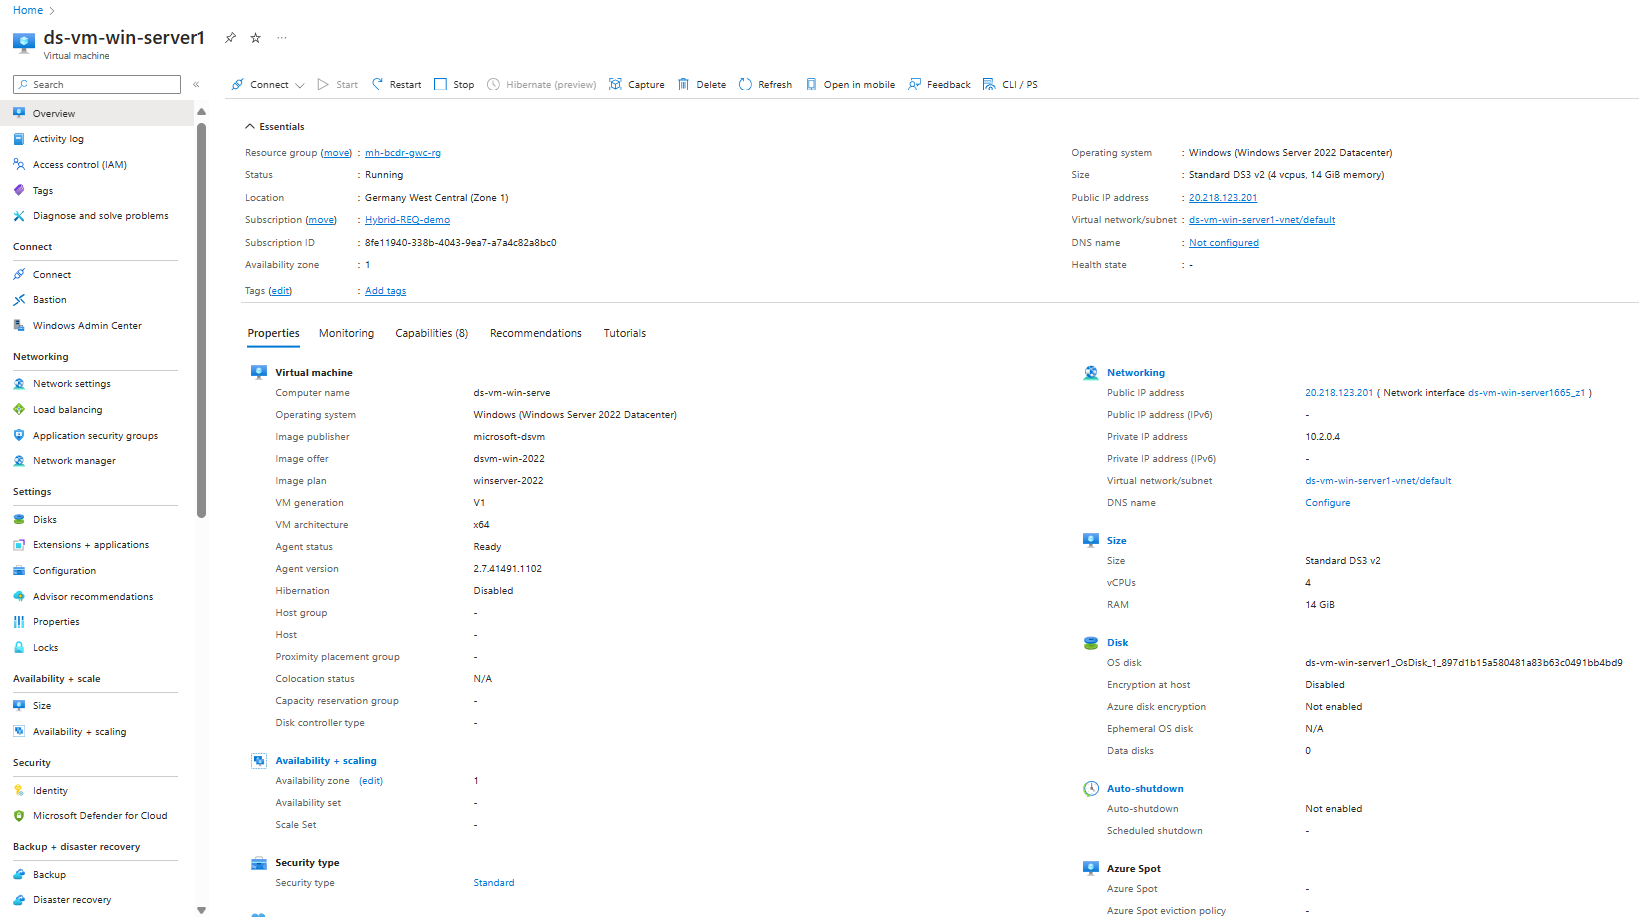 Home >
ds-vm-win-server1
Virtual machine
Search
Overview
Activity log
Access control (IAM)
Tags
Diagnose and solve problems
Connect
Connect
Bastion
Windows Admin Center
Networking
Network settings
Load balancing
Application security groups
Network manager
Settings
Disks
Extensions + applications
Configuration
Advisor recommendations
Properties
Locks
Availability + scale
Size
Availability + scaling
Security
Identity
Microsoft Defender for Cloud
Backup + disaster recovery
Backup
Disaster recovery
Connect Start Restart Stop Hibernate (preview) Capture Delete Refresh Open in mobile Feedback CLI / PS
Essentials
Resource group (move) : mh-bcdr-gwc-rg
Status : Running
Location : Germany West Central (Zone 1)
Subscription (move) : Hybrid-REQ-demo
Subscription ID : 8fe11940-338b-4043-9ea7-a7a4c82a8bc0
Availability zone : 1
Tags (edit) : Add tags
Operating system : Windows (Windows Server 2022 Datacenter)
Size : Standard DS3 v2 (4 vcpus, 14 GiB memory)
Public IP address : 20.218.123.201
Virtual network/subnet : ds-vm-win-server1-vnet/default
DNS name : Not configured
Health state : -
Properties Monitoring Capabilities (8) Recommendations Tutorials
Virtual machine
Computer name ds-vm-win-serve
Operating system Windows (Windows Server 2022 Datacenter)
Image publisher microsoft-dsvm
Image offer dsvm-win-2022
Image plan winserver-2022
VM generation V1
VM architecture x64
Agent status Ready
Agent version 2.7.41491.1102
Hibernation Disabled
Host group -
Host -
Proximity placement group -
Colocation status N/A
Capacity reservation group -
Disk controller type -
Availability + scaling
Availability zone (edit) 1
Availability set -
Scale Set -
Security type
Security type Standard
Networking
Public IP address 20.218.123.201 ( Network interface ds-vm-win-server1665_z1 )
Public IP address (IPv6) -
Private IP address 10.2.0.4
Private IP address (IPv6) -
Virtual network/subnet ds-vm-win-server1-vnet/default
DNS name Configure
Size
Size Standard DS3 v2
vCPUs 4
RAM 14 GiB
Disk
OS disk ds-vm-win-server1_OsDisk_1_897d1b15a580481a83b63c0491bb4bd9
Encryption at host Disabled
Azure disk encryption Not enabled
Ephemeral OS disk N/A
Data disks 0
Auto-shutdown
Auto-shutdown Not enabled
Scheduled shutdown -
Azure Spot
Azure Spot -
Azure Spot eviction policy -